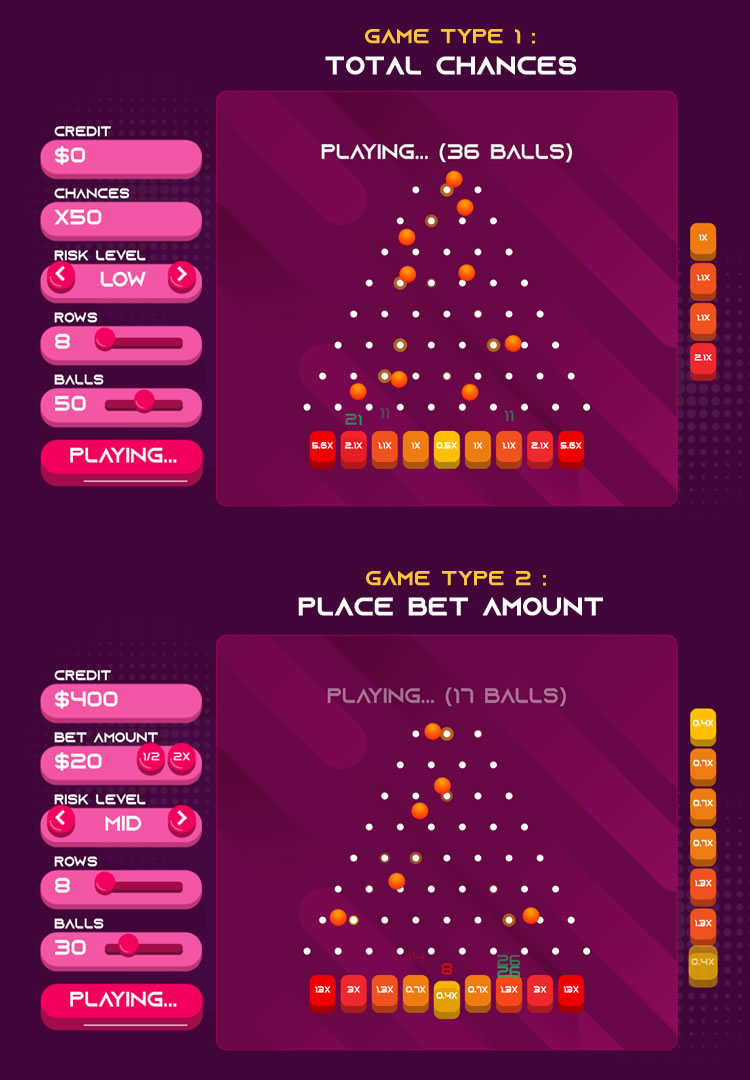 GAME TYPE 1 :
TOTAL CHANCES
CREDIT
$0
CHANCES
X50
RISK LEVEL
LOW
ROWS
8
BALLS
50
PLAYING...
PLAYING... (36 BALLS)
21
11
11
5.6X 2.1X 1.1X 1X 0.5X 1X 1.1X 2.1X 5.6X
1X
1.1X
1.1X
2.1X
GAME TYPE 2 :
PLACE BET AMOUNT
CREDIT
$400
BET AMOUNT
$20 1/2 2X
RISK LEVEL
MID
ROWS
8
BALLS
30
PLAYING...
PLAYING... (17 BALLS)
14
8
13X 3X 1.3X 0.7X 0.4X 0.7X 1.3X 3X 13X
0.4X
0.7X
0.7X
0.7X
1.3X
1.3X
0.4X